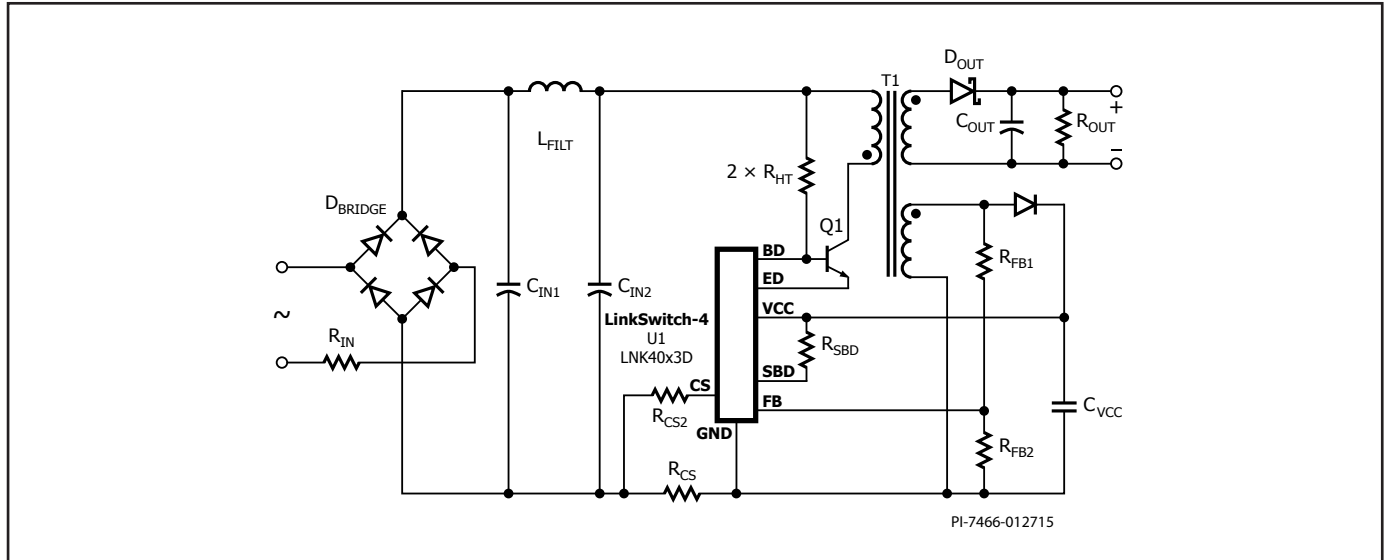 D_OUT
T1
+
C_OUT
R_OUT
−
L_FILT
2 × R_HT
D_BRIDGE
Q1
BD
R_FB1
ED
C_IN1
C_IN2
VCC
~
LinkSwitch-4
U1
LNK40x3D
R_SBD
R_IN
SBD
CS
FB
C_VCC
R_CS2
GND
R_FB2
R_CS
PI-7466-012715